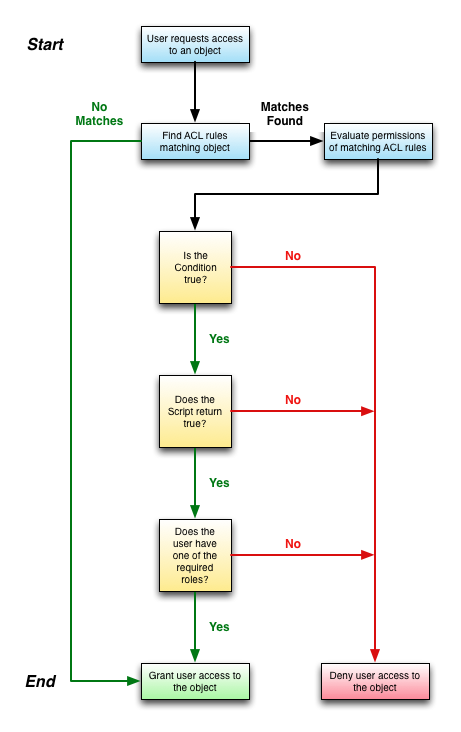 Start
User requests access
to an object
No
Matches
Matches
Found
Find ACL rules
matching object
Evaluate permissions
of matching ACL rules
Is the
Condition
true?
No
Yes
Does the
Script return
true?
No
Yes
Does the
user have
one of the
required
roles?
No
Yes
End
Grant user access to
the object
Deny user access to
the object